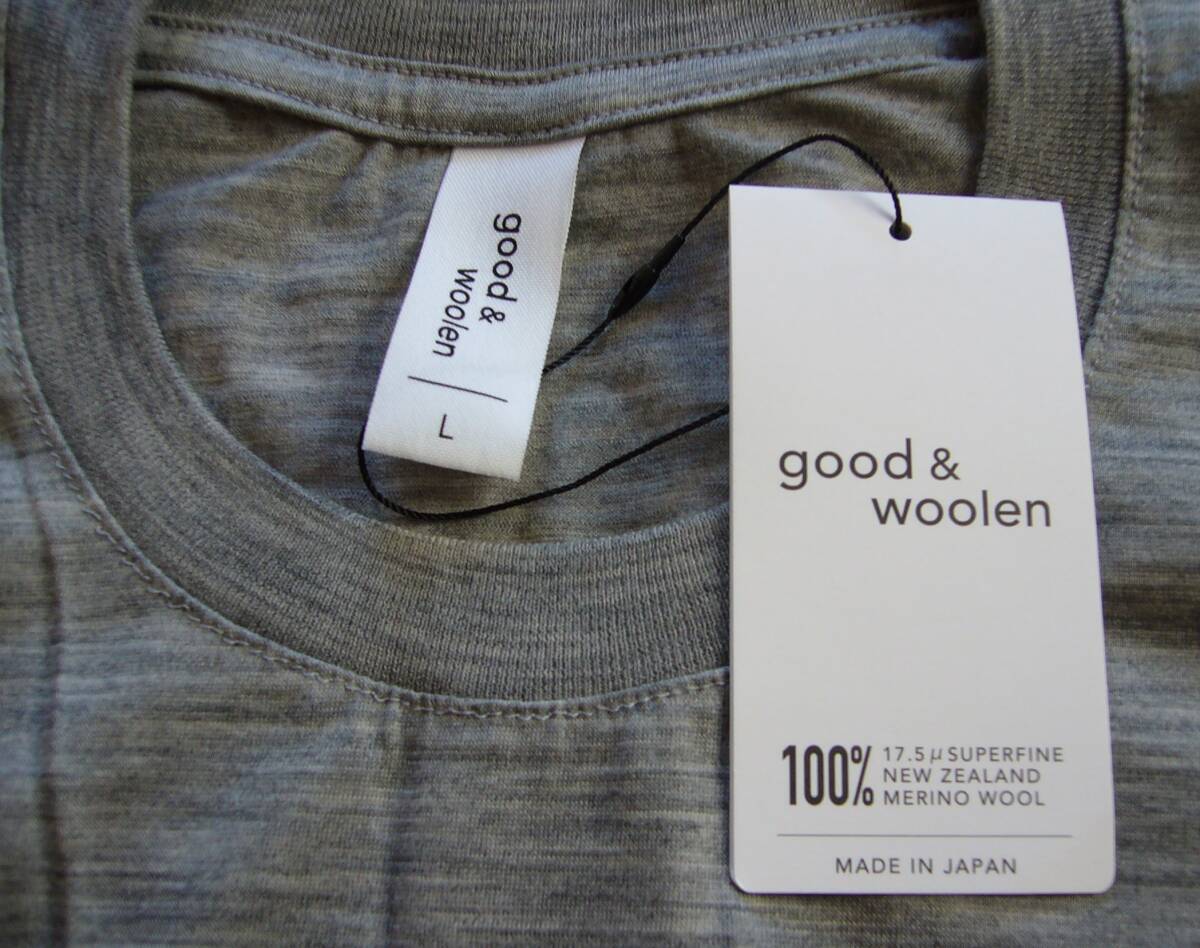 good &
woolen
L
good &
woolen
100%
17.5μ SUPERFINE
NEW ZEALAND
MERINO WOOL
MADE IN JAPAN